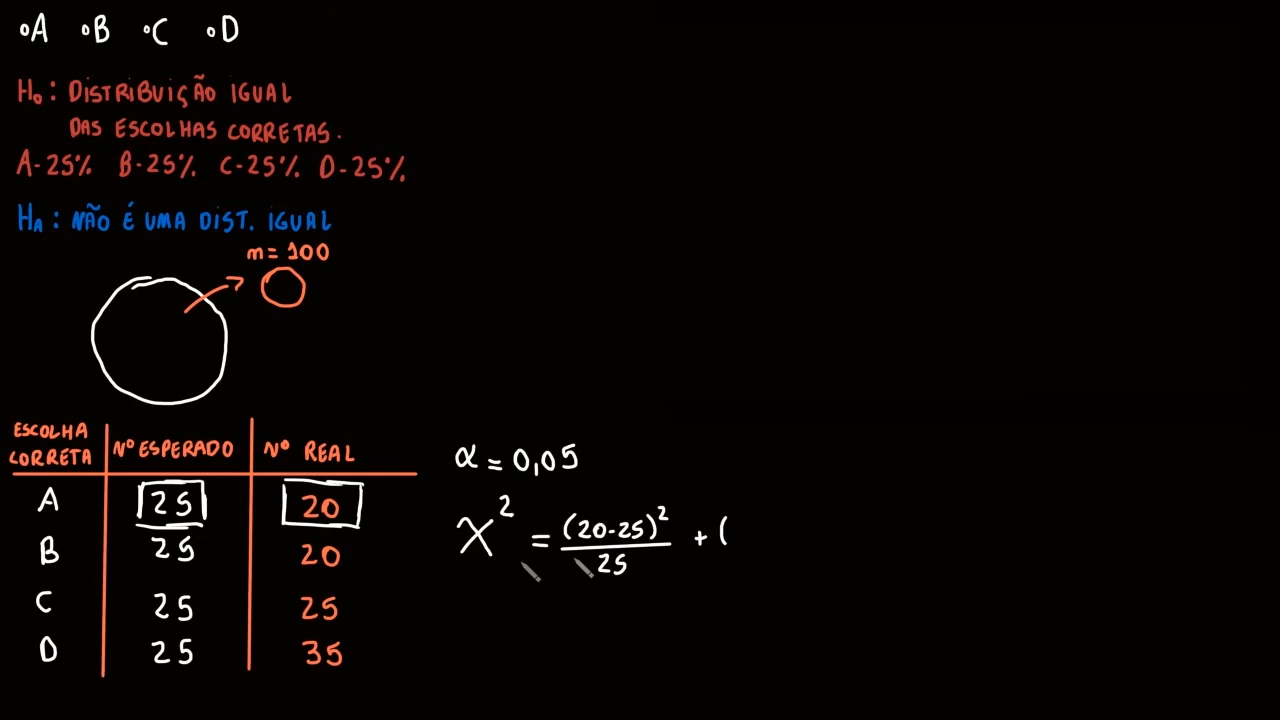 A B C D
H₀: DISTRIBUIÇÃO IGUAL
DAS ESCOLHAS CORRETAS.
A-25% B-25% C-25% D-25%
Hₐ: NÃO É UMA DIST. IGUAL
m=100
ESCOLHA CORRETA Nº ESPERADO Nº REAL
A 25 20
B 25 20
C 25 25
D 25 35
α = 0,05
X² = (20-25)²/25 + (